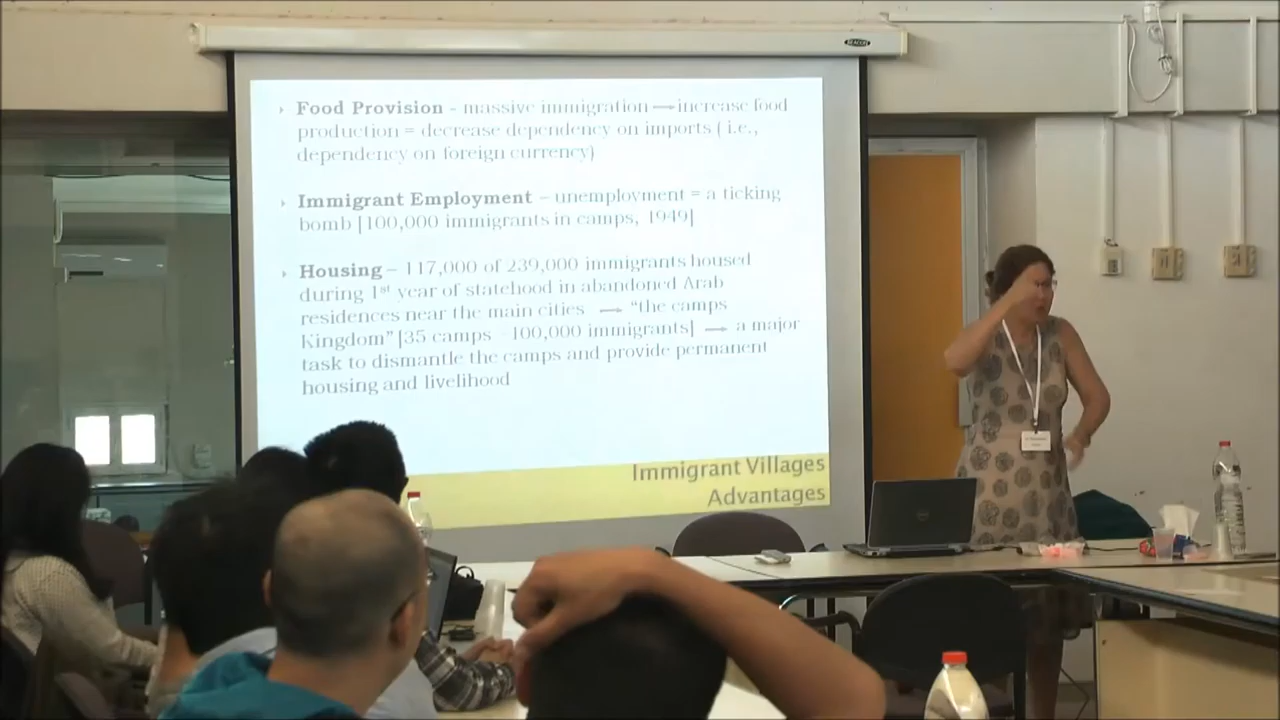 Food Provision – massive immigration → increase food
production = decrease dependency on imports ( i.e.,
dependency on foreign currency)
Immigrant Employment – unemployment = a ticking
bomb [100,000 immigrants in camps, 1949]
Housing – 117,000 of 239,000 immigrants housed
during 1st year of statehood in abandoned Arab
residences near the main cities → "the camps
Kingdom" [35 camps – 100,000 immigrants] → a major
task to dismantle the camps and provide permanent
housing and livelihood
Immigrant Villages
Advantages